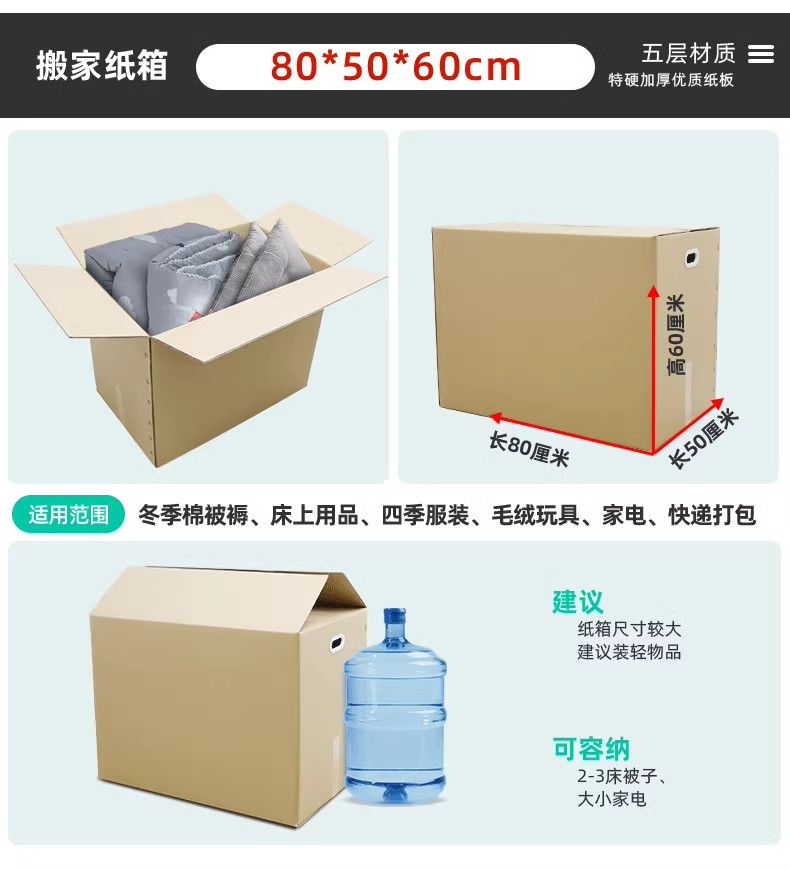 搬家纸箱
80*50*60cm
五层材质
特硬加厚优质纸板
高60厘米
长80厘米
长50厘米
适用范围
冬季棉被褥、床上用品、四季服装、毛绒玩具、家电、快递打包
建议
纸箱尺寸较大
建议装轻物品
可容纳
2-3床被子、
大小家电